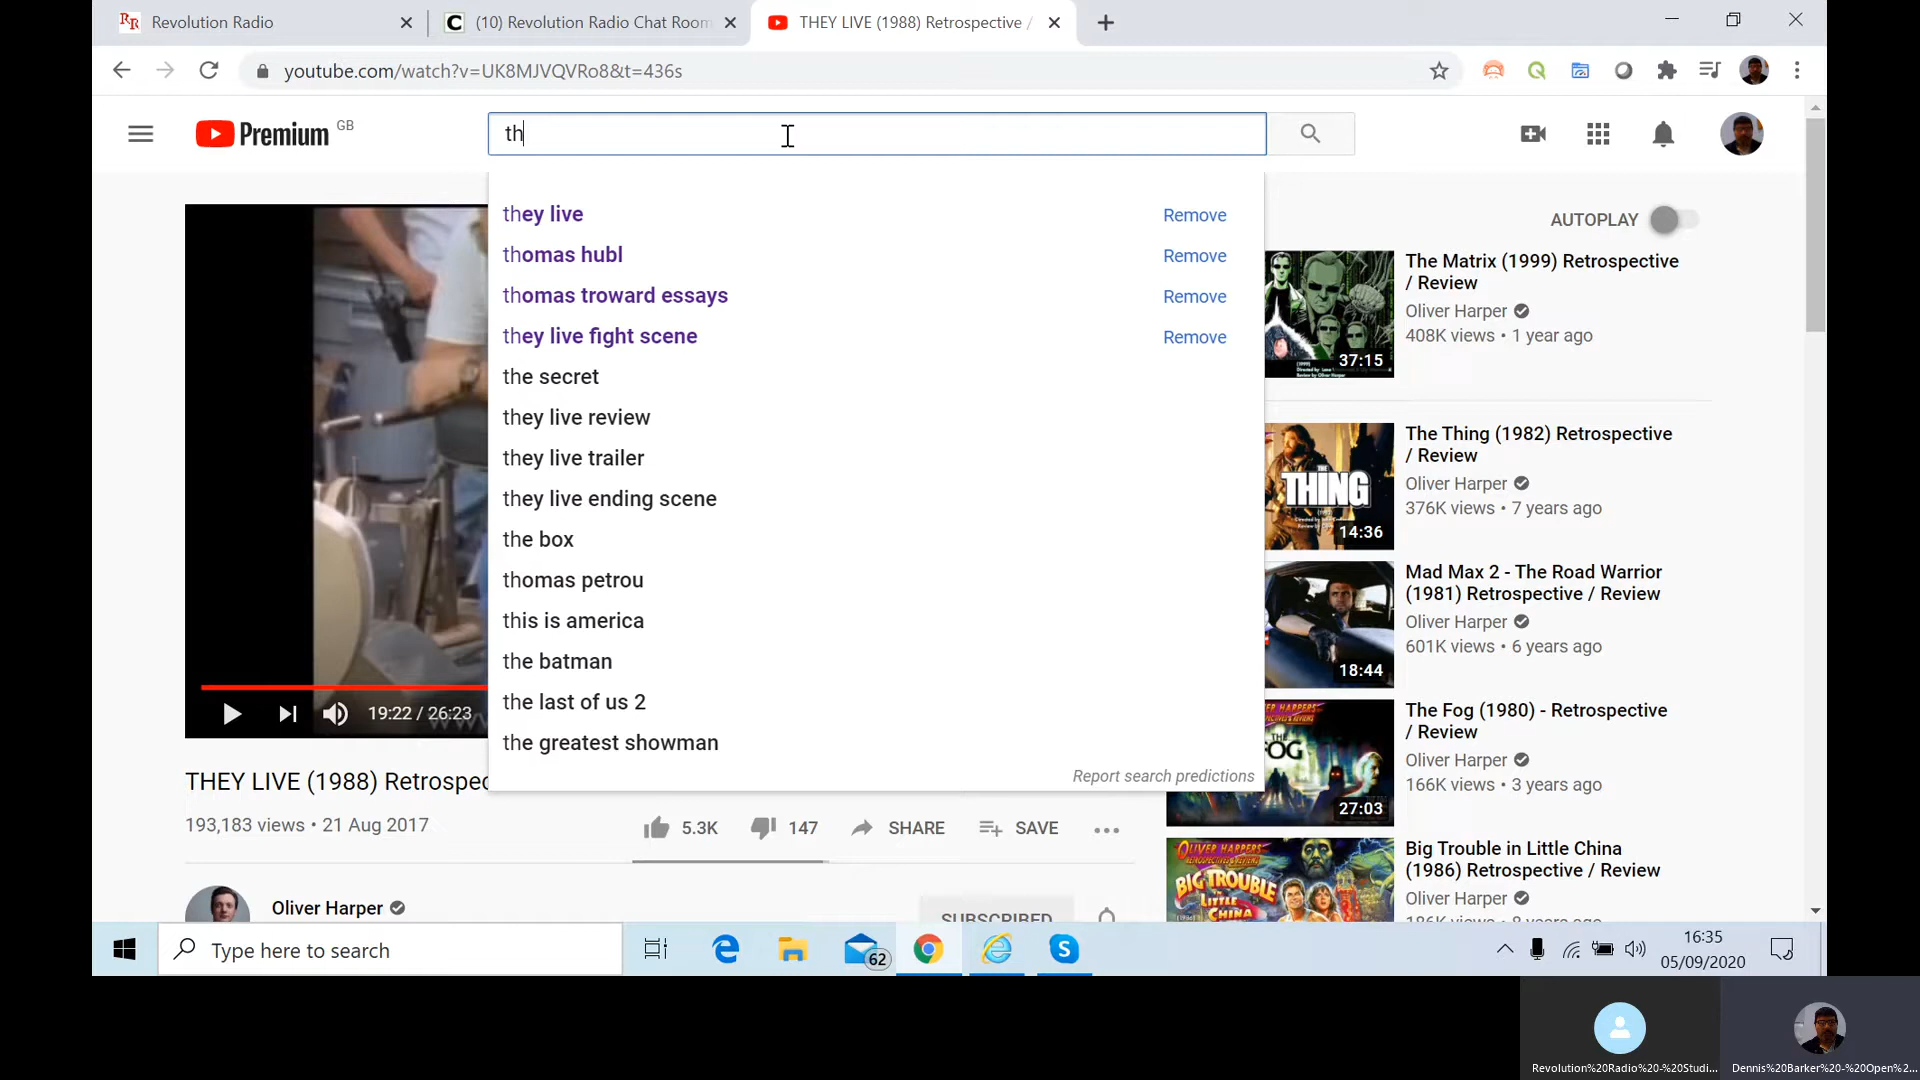 Revolution Radio
(10) Revolution Radio Chat Room
THEY LIVE (1988) Retrospective /
youtube.com/watch?v=UK8MJVQVRo8&t=436s
Premium GB
th
they live Remove
thomas hubl Remove
thomas troward essays Remove
they live fight scene Remove
the secret
they live review
they live trailer
they live ending scene
the box
thomas petrou
this is america
the batman
the last of us 2
the greatest showman
Report search predictions
19:22 / 26:23
THEY LIVE (1988) Retrospec
193,183 views • 21 Aug 2017
5.3K 147 SHARE SAVE
Oliver Harper
SUBSCRIBED
AUTOPLAY
The Matrix (1999) Retrospective
/ Review
Oliver Harper
408K views • 1 year ago
37:15
The Thing (1982) Retrospective
/ Review
Oliver Harper
376K views • 7 years ago
THE
THING
14:36
Mad Max 2 - The Road Warrior
(1981) Retrospective / Review
Oliver Harper
601K views • 6 years ago
18:44
The Fog (1980) - Retrospective
/ Review
Oliver Harper
166K views • 3 years ago
THE
FOG
27:03
Big Trouble in Little China
(1986) Retrospective / Review
Oliver Harper
OLIVER HARPER'S
RETROSPECTIVES & REVIEWS
BIG TROUBLE
IN LITTLE
CHINA
Type here to search
62
16:35
05/09/2020
Revolution%20Radio%20-%20Studi...
Dennis%20Barker%20-%20Open%2...